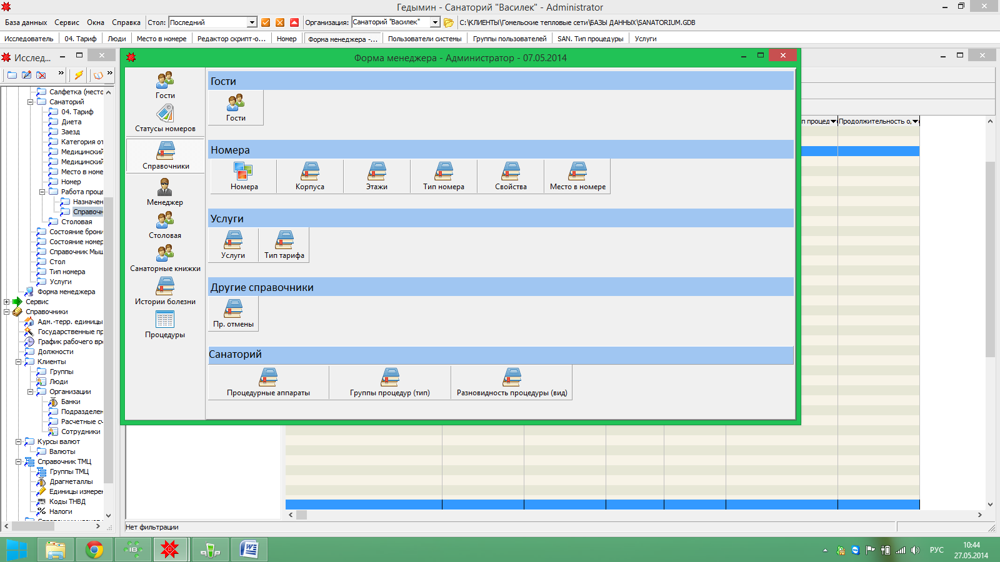 Гедымин - Санаторий "Василек" - Administrator
База данных Сервис Окна Справка Стол: Последний Организация: Санаторий "Василек" C:\КЛИЕНТЫ\Гомельские тепловые сети\БАЗЫ ДАННЫХ\SANATORIUM.GDB
Исследователь 04. Тариф Люди Место в номере Редактор скрипт-о... Номер Форма менеджера -... Пользователи системы Группы пользователей SAN. Тип процедуры Услуги
Исслед...
Салфетка (место
Санаторий
04. Тариф
Диета
Заезд
Категория от
Медицинский
Медицинский
Место в номе
Номер
Работа проце
Назначен
Справочн
Столовая
Состояние брони
Состояние номер
Справочник Мыш
Стол
Тип номера
Услуги
Форма менеджера
Сервис
Справочники
Адм.-терр. единицы
Государственные пр
График рабочего вре
Должности
Клиенты
Группы
Люди
Организации
Банки
Подразделен
Расчетные сч
Сотрудники
Курсы валют
Валюты
Справочник ТМЦ
Группы ТМЦ
Драгметаллы
Единицы измерен
Коды ТНВД
Налоги
Форма менеджера - Администратор - 07.05.2014
Гости
Статусы номеров
Справочники
Менеджер
Столовая
Санаторные книжки
Истории болезни
Процедуры
Гости
Гости
Номера
Номера Корпуса Этажи Тип номера Свойства Место в номере
Услуги
Услуги Тип тарифа
Другие справочники
Пр. отмены
Санаторий
Процедурные аппараты Группы процедур (тип) Разновидность процедуры (вид)
п процед Продолжительность о,
Нет фильтрации
IB
РУС
10:44
27.05.2014